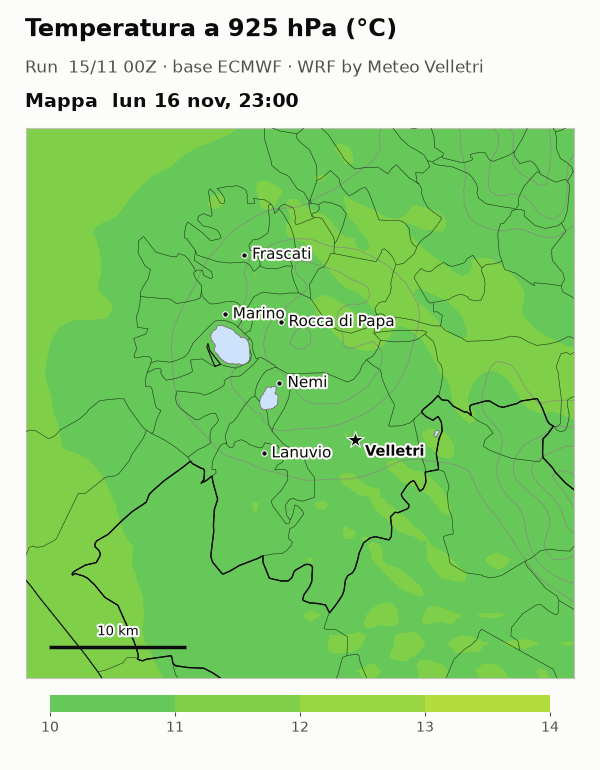 Temperatura a 925 hPa (°C)
Run  15/11 00Z · base ECMWF · WRF by Meteo Velletri
Mappa  lun 16 nov, 23:00
Frascati
Marino
Rocca di Papa
Nemi
Velletri
Lanuvio
10 km
10 11 12 13 14